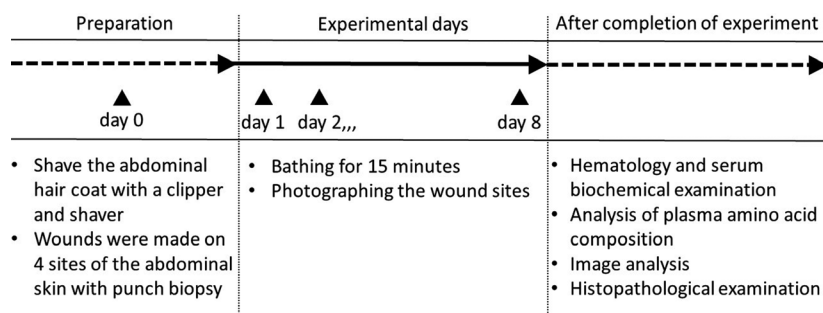 Preparation
Experimental days
After completion of experiment
day 0
day 1
day 2,,,
day 8
• Shave the abdominal
hair coat with a clipper
and shaver
• Wounds were made on
4 sites of the abdominal
skin with punch biopsy
• Bathing for 15 minutes
• Photographing the wound sites
• Hematology and serum
biochemical examination
• Analysis of plasma amino acid
composition
• Image analysis
• Histopathological examination